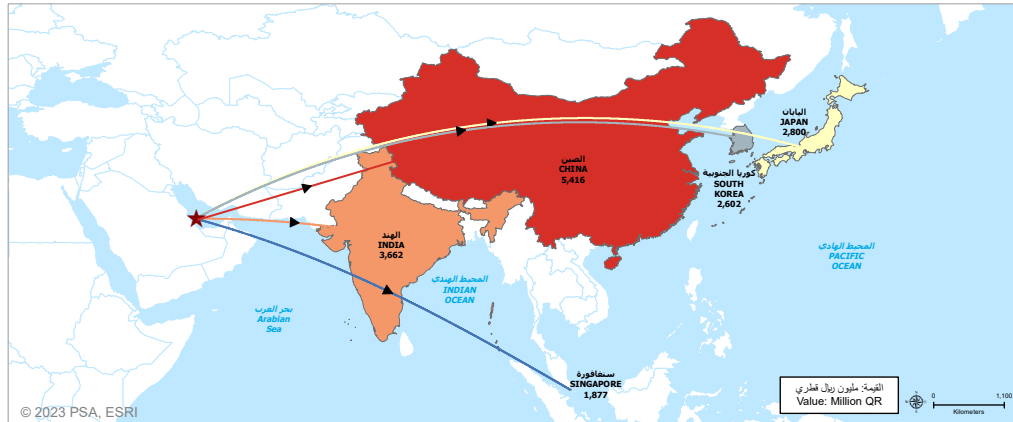 اليابان
JAPAN
2,800
الصين
CHINA
5,416
كوريا الجنوبية
SOUTH
KOREA
2,602
الهند
INDIA
3,662
المحيط الهادي
PACIFIC
OCEAN
المحيط الهندي
INDIAN
OCEAN
بحر العرب
Arabian
Sea
سنغافورة
SINGAPORE
1,877
القيمة: مليون ريال قطري
Value: Million QR
0 1,100
Kilometers
© 2023 PSA, ESRI